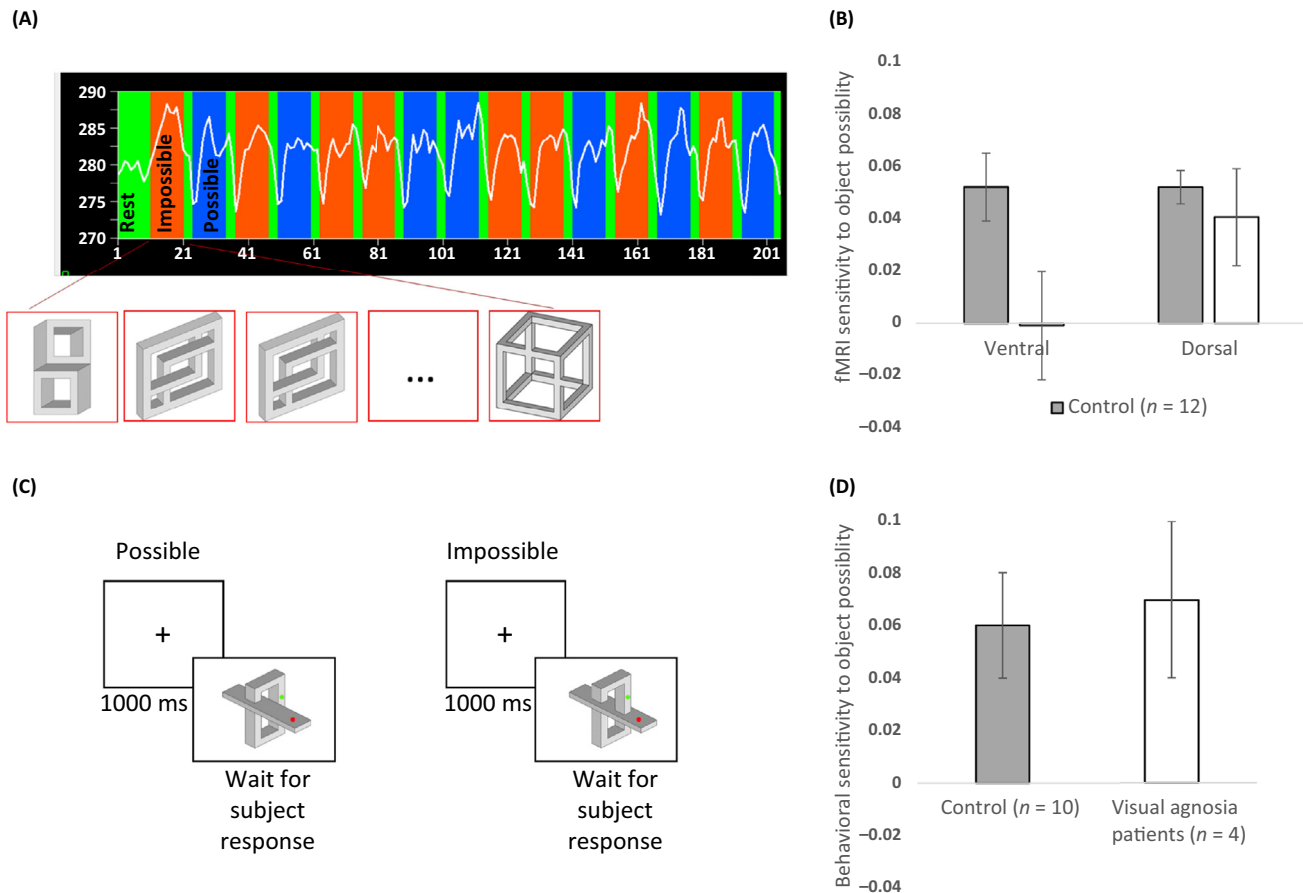 (A)
290
285
280
275
270
Rest
Impossible
Possible
1 21 41 61 81 101 121 141 161 181 201
...
(B)
fMRI sensitivity to object possiblity
0.1
0.08
0.06
0.04
0.02
0
−0.02
−0.04
Ventral Dorsal
Control (n = 12)
(C)
Possible
+
1000 ms
Wait for
subject
response
Impossible
+
1000 ms
Wait for
subject
response
(D)
Behavioral sensitivity to object possiblity
0.1
0.08
0.06
0.04
0.02
0
−0.02
−0.04
Control (n = 10)
Visual agnosia
patients (n = 4)